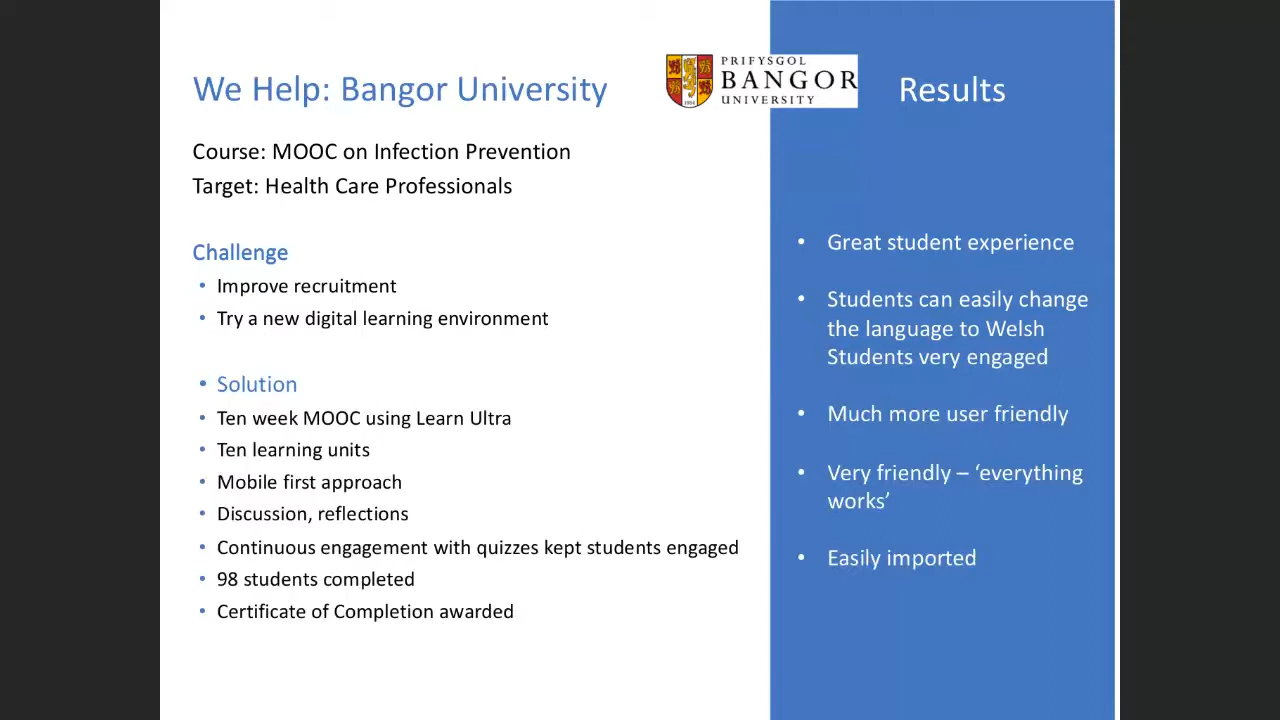 We Help: Bangor University
PRIFYSGOL
BANGOR
UNIVERSITY
1884
Course: MOOC on Infection Prevention
Target: Health Care Professionals
Challenge
• Improve recruitment
• Try a new digital learning environment
• Solution
• Ten week MOOC using Learn Ultra
• Ten learning units
• Mobile first approach
• Discussion, reflections
• Continuous engagement with quizzes kept students engaged
• 98 students completed
• Certificate of Completion awarded
Results
• Great student experience
• Students can easily change
the language to Welsh
Students very engaged
• Much more user friendly
• Very friendly – ‘everything
works’
• Easily imported